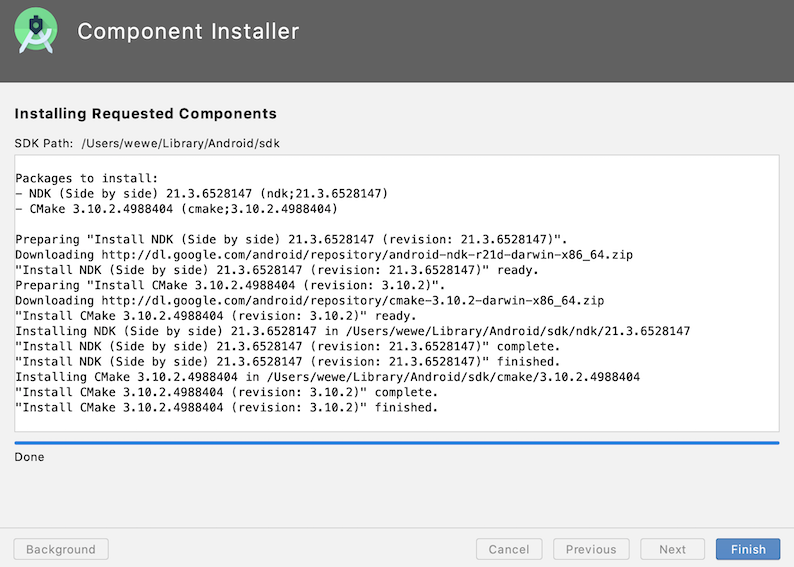 Component Installer
Installing Requested Components
SDK Path: /Users/wewe/Library/Android/sdk
Packages to install:
- NDK (Side by side) 21.3.6528147 (ndk;21.3.6528147)
- CMake 3.10.2.4988404 (cmake;3.10.2.4988404)
Preparing "Install NDK (Side by side) 21.3.6528147 (revision: 21.3.6528147)".
Downloading http://dl.google.com/android/repository/android-ndk-r21d-darwin-x86_64.zip
"Install NDK (Side by side) 21.3.6528147 (revision: 21.3.6528147)" ready.
Preparing "Install CMake 3.10.2.4988404 (revision: 3.10.2)".
Downloading http://dl.google.com/android/repository/cmake-3.10.2-darwin-x86_64.zip
"Install CMake 3.10.2.4988404 (revision: 3.10.2)" ready.
Installing NDK (Side by side) 21.3.6528147 in /Users/wewe/Library/Android/sdk/ndk/21.3.6528147
"Install NDK (Side by side) 21.3.6528147 (revision: 21.3.6528147)" complete.
"Install NDK (Side by side) 21.3.6528147 (revision: 21.3.6528147)" finished.
Installing CMake 3.10.2.4988404 in /Users/wewe/Library/Android/sdk/cmake/3.10.2.4988404
"Install CMake 3.10.2.4988404 (revision: 3.10.2)" complete.
"Install CMake 3.10.2.4988404 (revision: 3.10.2)" finished.
Done
Background Cancel Previous Next Finish